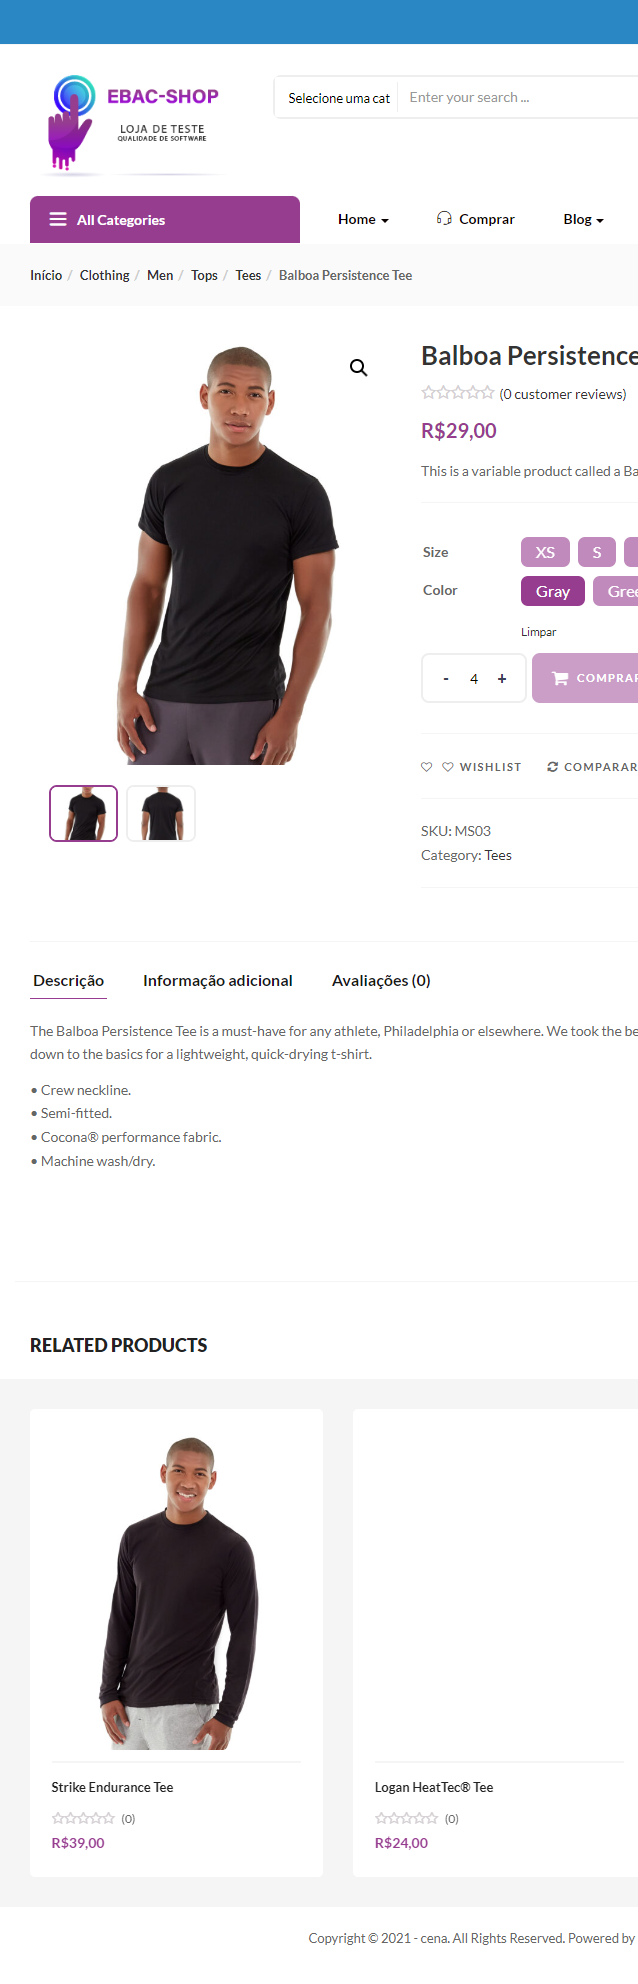 EBAC-SHOP
LOJA DE TESTE
QUALIDADE DE SOFTWARE
Selecione uma cat
Enter your search ...
All Categories
Home
Comprar
Blog
Início / Clothing / Men / Tops / Tees / Balboa Persistence Tee
Balboa Persistence
(0 customer reviews)
R$29,00
This is a variable product called a Ba
Size
XS
S
Color
Gray
Gree
Limpar
- 4 +
COMPRAR
WISHLIST
COMPARAR
SKU: MS03
Category: Tees
Descrição
Informação adicional
Avaliações (0)
The Balboa Persistence Tee is a must-have for any athlete, Philadelphia or elsewhere. We took the be
down to the basics for a lightweight, quick-drying t-shirt.
• Crew neckline.
• Semi-fitted.
• Cocona® performance fabric.
• Machine wash/dry.
RELATED PRODUCTS
Strike Endurance Tee
(0)
R$39,00
Logan HeatTec® Tee
(0)
R$24,00
Copyright © 2021 - cena. All Rights Reserved. Powered by